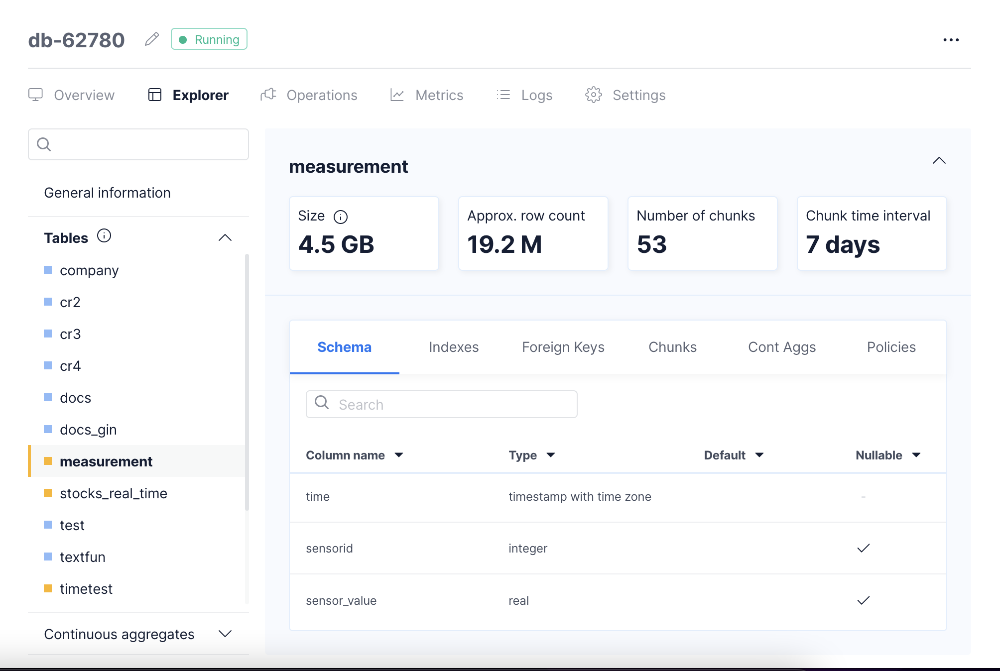 db-62780
Running
Overview
Explorer
Operations
Metrics
Logs
Settings
General information
Tables
company
cr2
cr3
cr4
docs
docs_gin
measurement
stocks_real_time
test
textfun
timetest
Continuous aggregates
measurement
Size
4.5 GB
Approx. row count
19.2 M
Number of chunks
53
Chunk time interval
7 days
Schema
Indexes
Foreign Keys
Chunks
Cont Aggs
Policies
Search
Column name
Type
Default
Nullable
time
timestamp with time zone
-
sensorid
integer
sensor_value
real